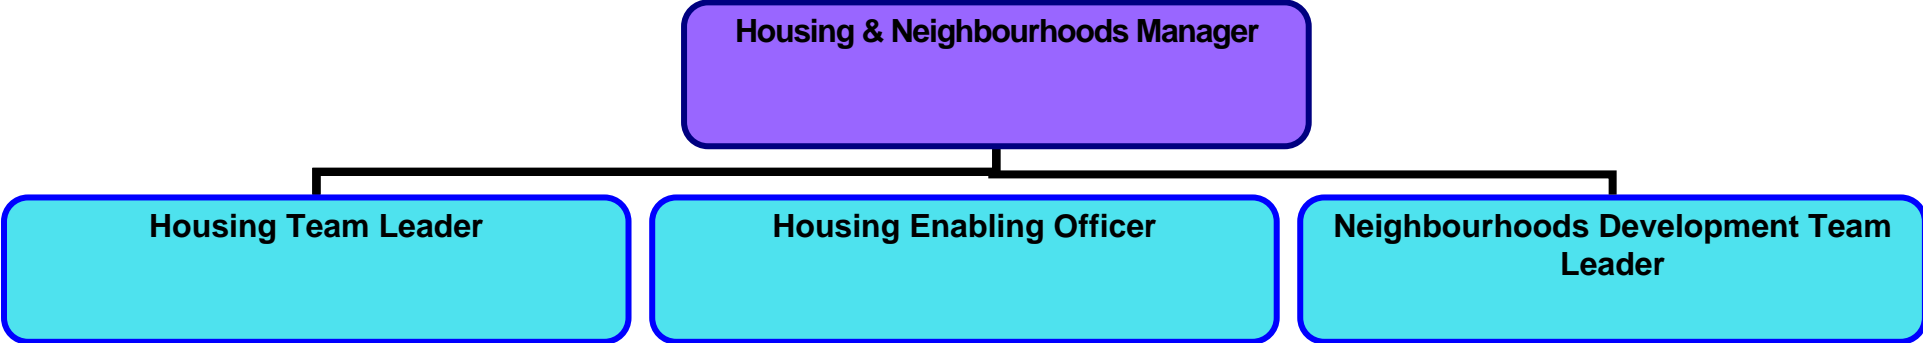 Housing & Neighbourhoods Manager
Housing Team Leader
Housing Enabling Officer
Neighbourhoods Development Team
Leader